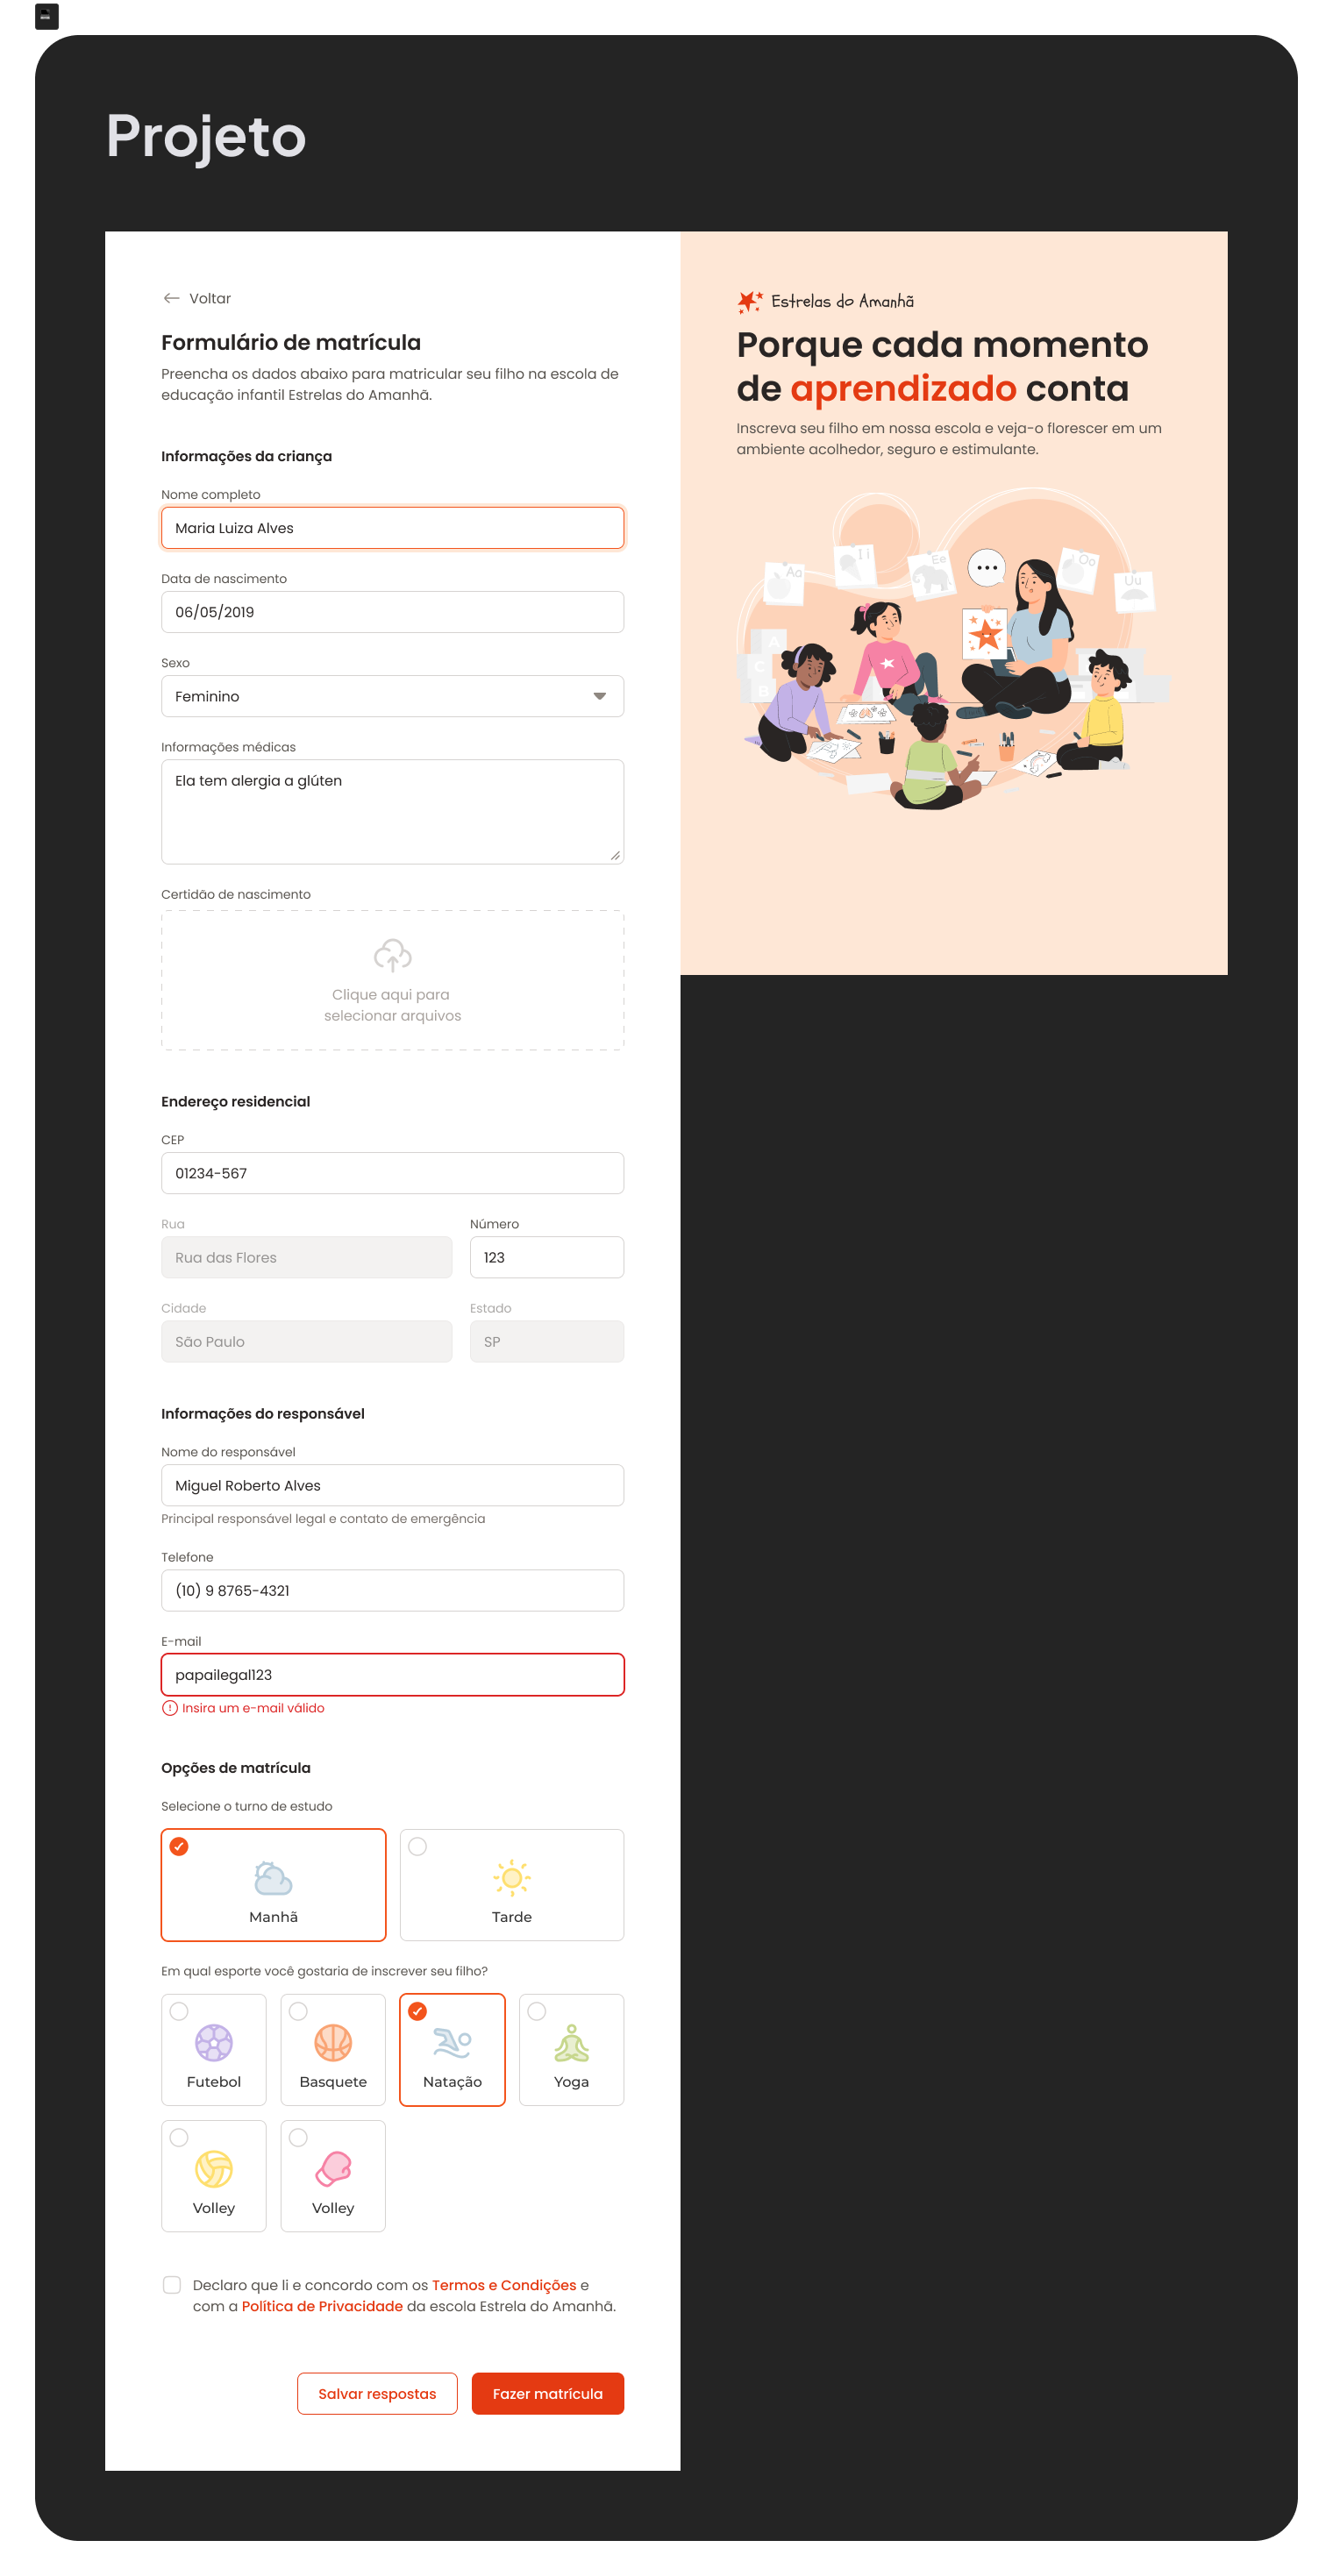 Projeto
Voltar
Formulário de matrícula
Preencha os dados abaixo para matricular seu filho na escola de
educação infantil Estrelas do Amanhã.
Informações da criança
Nome completo
Maria Luiza Alves
Data de nascimento
06/05/2019
Sexo
Feminino
Informações médicas
Ela tem alergia a glúten
Certidão de nascimento
Clique aqui para
selecionar arquivos
Endereço residencial
CEP
01234-567
Rua
Número
Rua das Flores
123
Cidade
Estado
São Paulo
SP
Informações do responsável
Nome do responsável
Miguel Roberto Alves
Principal responsável legal e contato de emergência
Telefone
(10) 9 8765-4321
E-mail
papailegal123
Insira um e-mail válido
Opções de matrícula
Selecione o turno de estudo
Manhã
Tarde
Em qual esporte você gostaria de inscrever seu filho?
Futebol
Basquete
Natação
Yoga
Volley
Volley
Declaro que li e concordo com os Termos e Condições e
com a Política de Privacidade da escola Estrela do Amanhã.
Salvar respostas
Fazer matrícula
Estrelas do Amanhã
Porque cada momento
de aprendizado conta
Inscreva seu filho em nossa escola e veja-o florescer em um
ambiente acolhedor, seguro e estimulante.
Aa
Ii
Ee
Oo
Uu
A
C
B